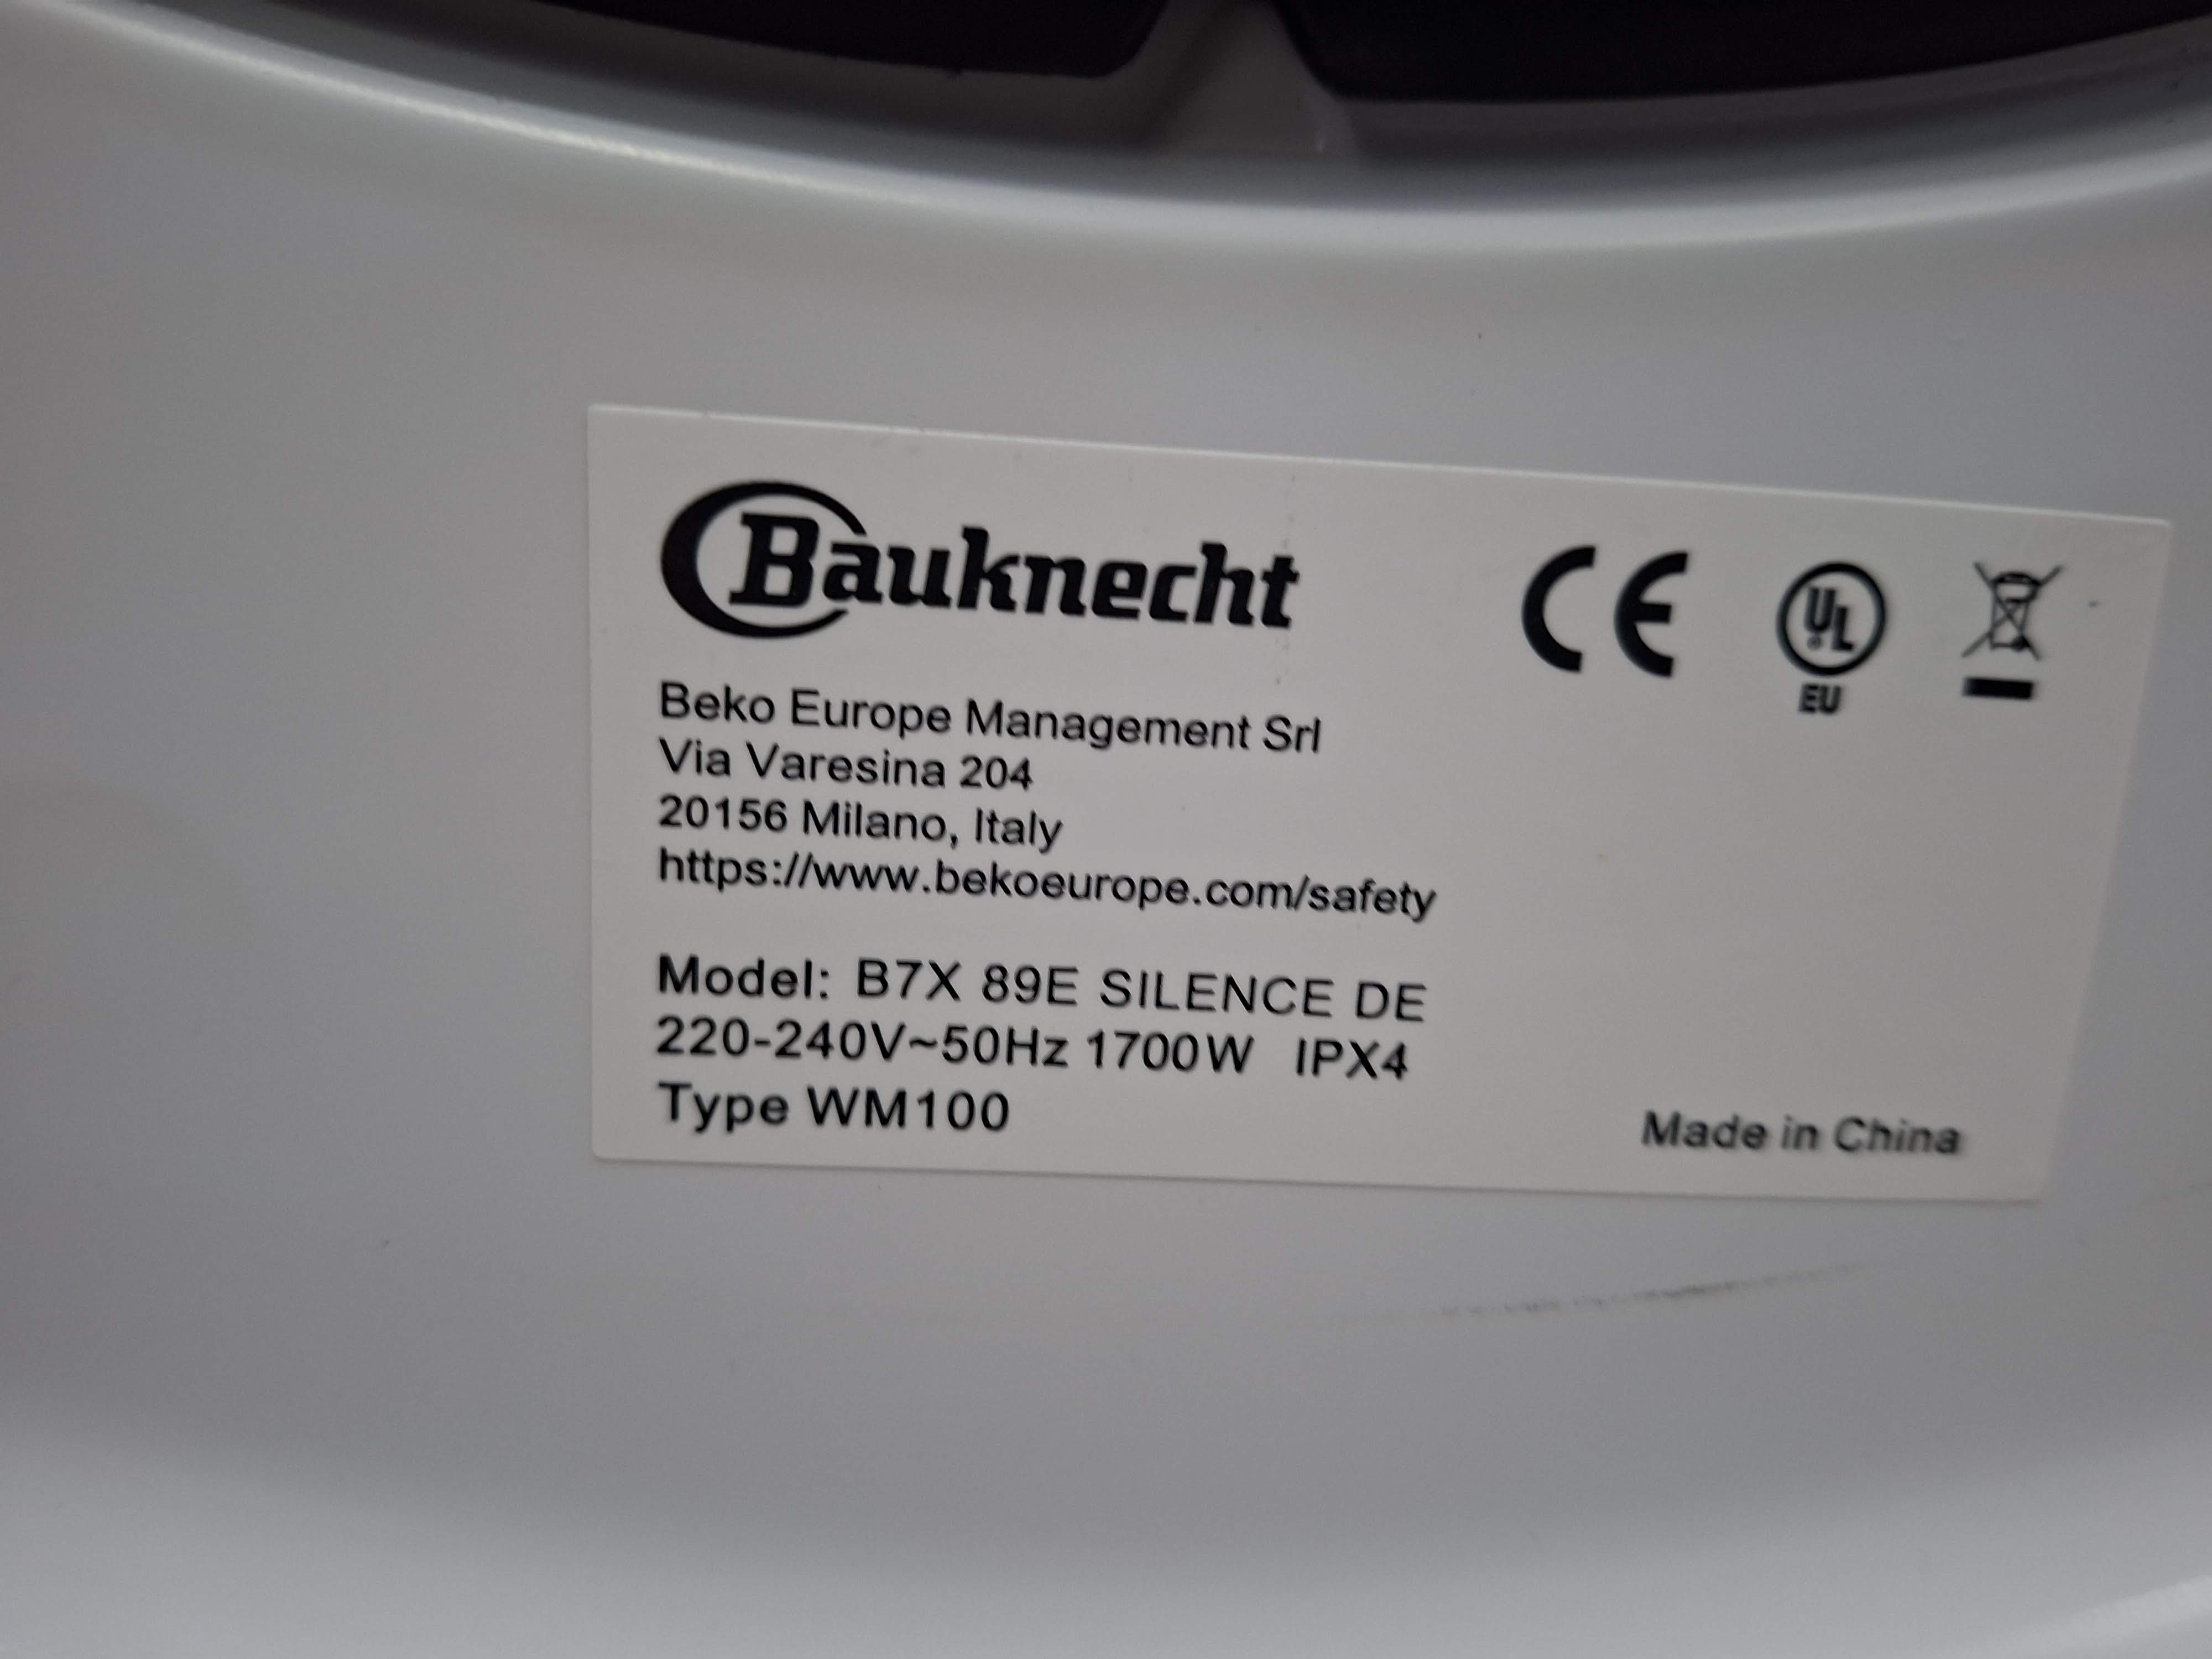 Bauknecht
CE
UL
EU
Beko Europe Management Srl
Via Varesina 204
20156 Milano, Italy
https://www.bekoeurope.com/safety
Model: B7X 89E SILENCE DE
220-240V~50Hz 1700W IPX4
Type WM100
Made in China